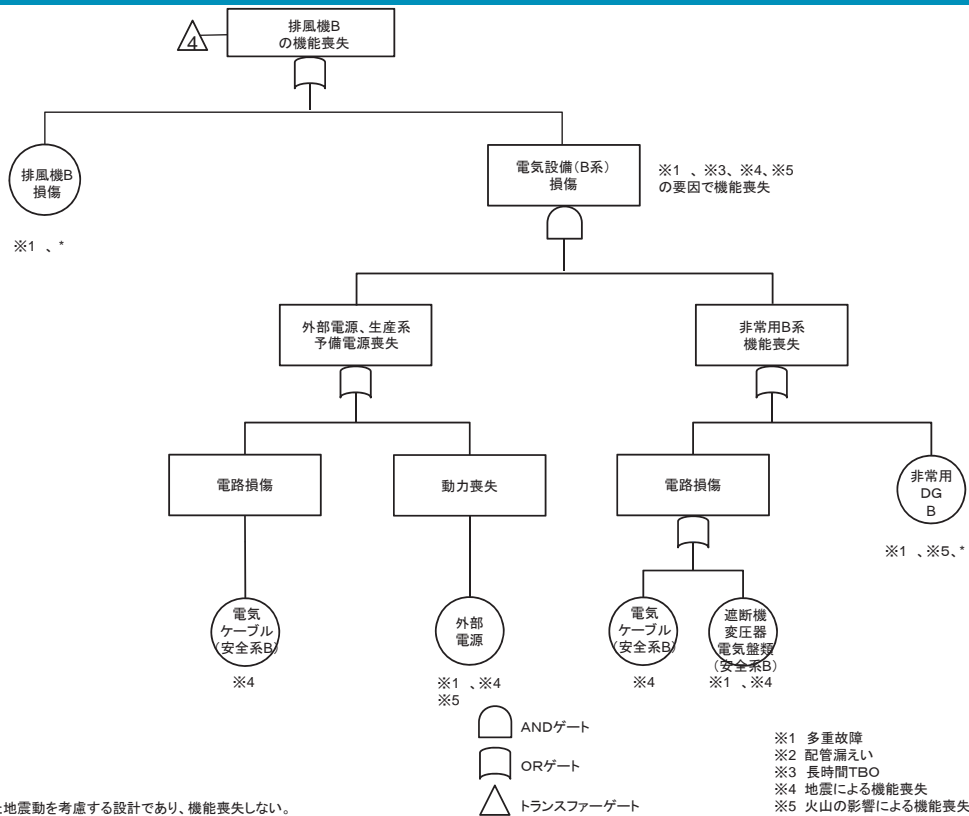 排風機B
の機能喪失
4
排風機B
損傷
※1 、*
電気設備(B系)
損傷
※1 、※3、※4、※5
の要因で機能喪失
外部電源、生産系
予備電源喪失
非常用B系
機能喪失
電路損傷
動力喪失
電路損傷
非常用
DG
B
※1 、※5、*
電気
ケーブル
(安全系B)
※4
外部
電源
※1 、※4
※5
電気
ケーブル
(安全系B)
※4
遮断機
変圧器
電気盤類
(安全系B)
※1 、※4
ANDゲート
ORゲート
トランスファーゲート
※1 多重故障
※2 配管漏えい
※3 長時間TBO
※4 地震による機能喪失
※5 火山の影響による機能喪失
地震動を考慮する設計であり、機能喪失しない。